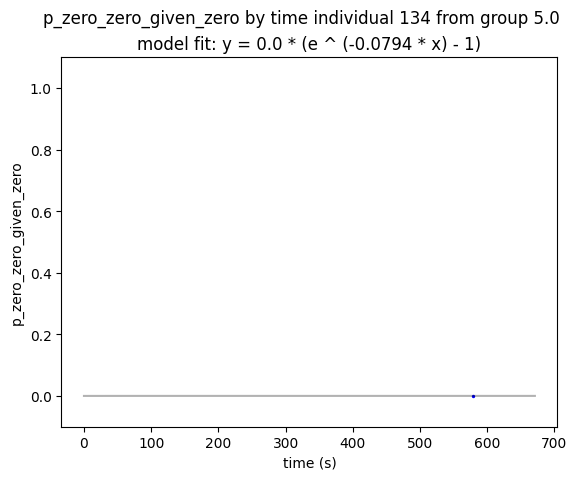 p_zero_zero_given_zero by time individual 134 from group 5.0
model fit: y = 0.0 * (e ^ (-0.0794 * x) - 1)
1.0
0.8
0.6
0.4
0.2
0.0
p_zero_zero_given_zero
0 100 200 300 400 500 600 700
time (s)